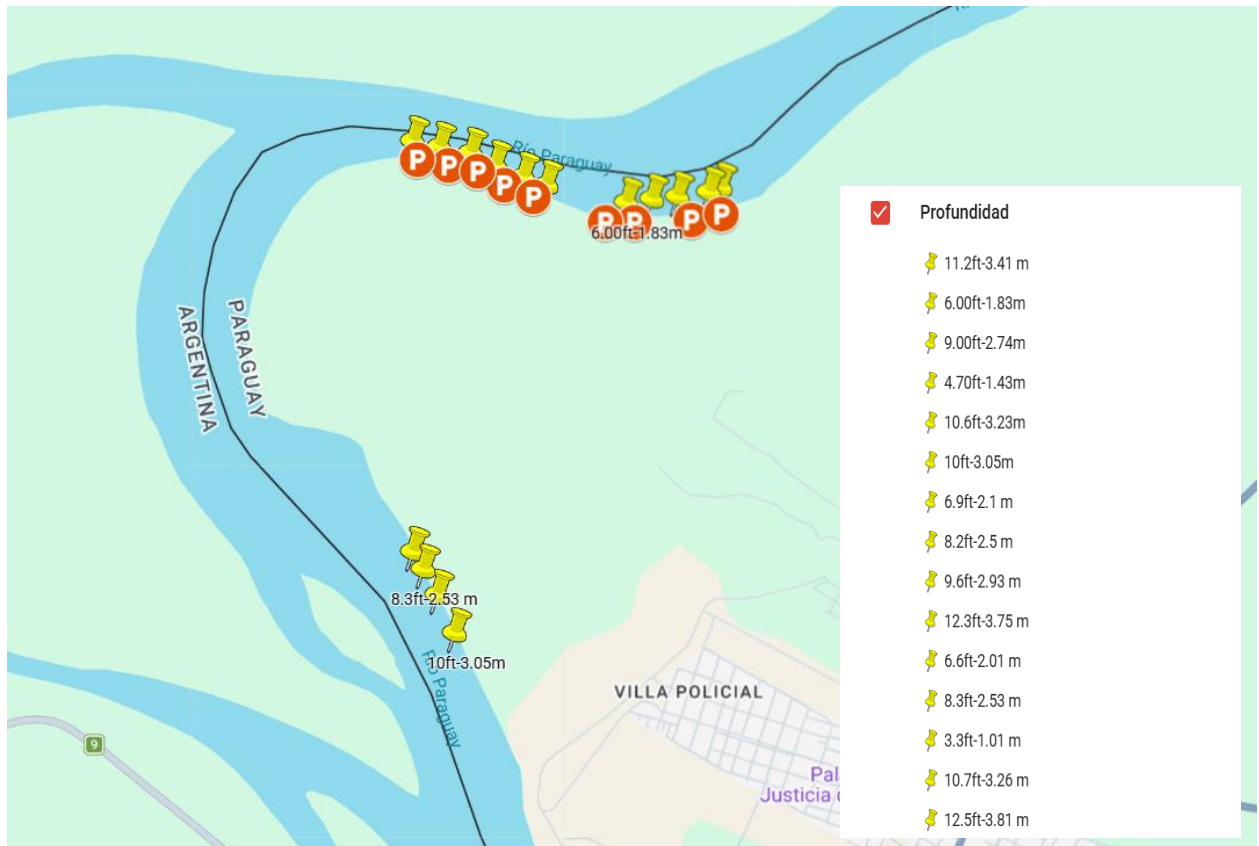 Río Paraguay
P
P
P
P
P
P
P
P
P
6.00ft-1.83m
PARAGUAY
ARGENTINA
8.3ft-2.53 m
10ft-3.05m
Río Paraguay
VILLA POLICIAL
9
Justicia
Profundidad
11.2ft-3.41 m
6.00ft-1.83m
9.00ft-2.74m
4.70ft-1.43m
10.6ft-3.23m
10ft-3.05m
6.9ft-2.1 m
8.2ft-2.5 m
9.6ft-2.93 m
12.3ft-3.75 m
6.6ft-2.01 m
8.3ft-2.53 m
3.3ft-1.01 m
10.7ft-3.26 m
12.5ft-3.81 m